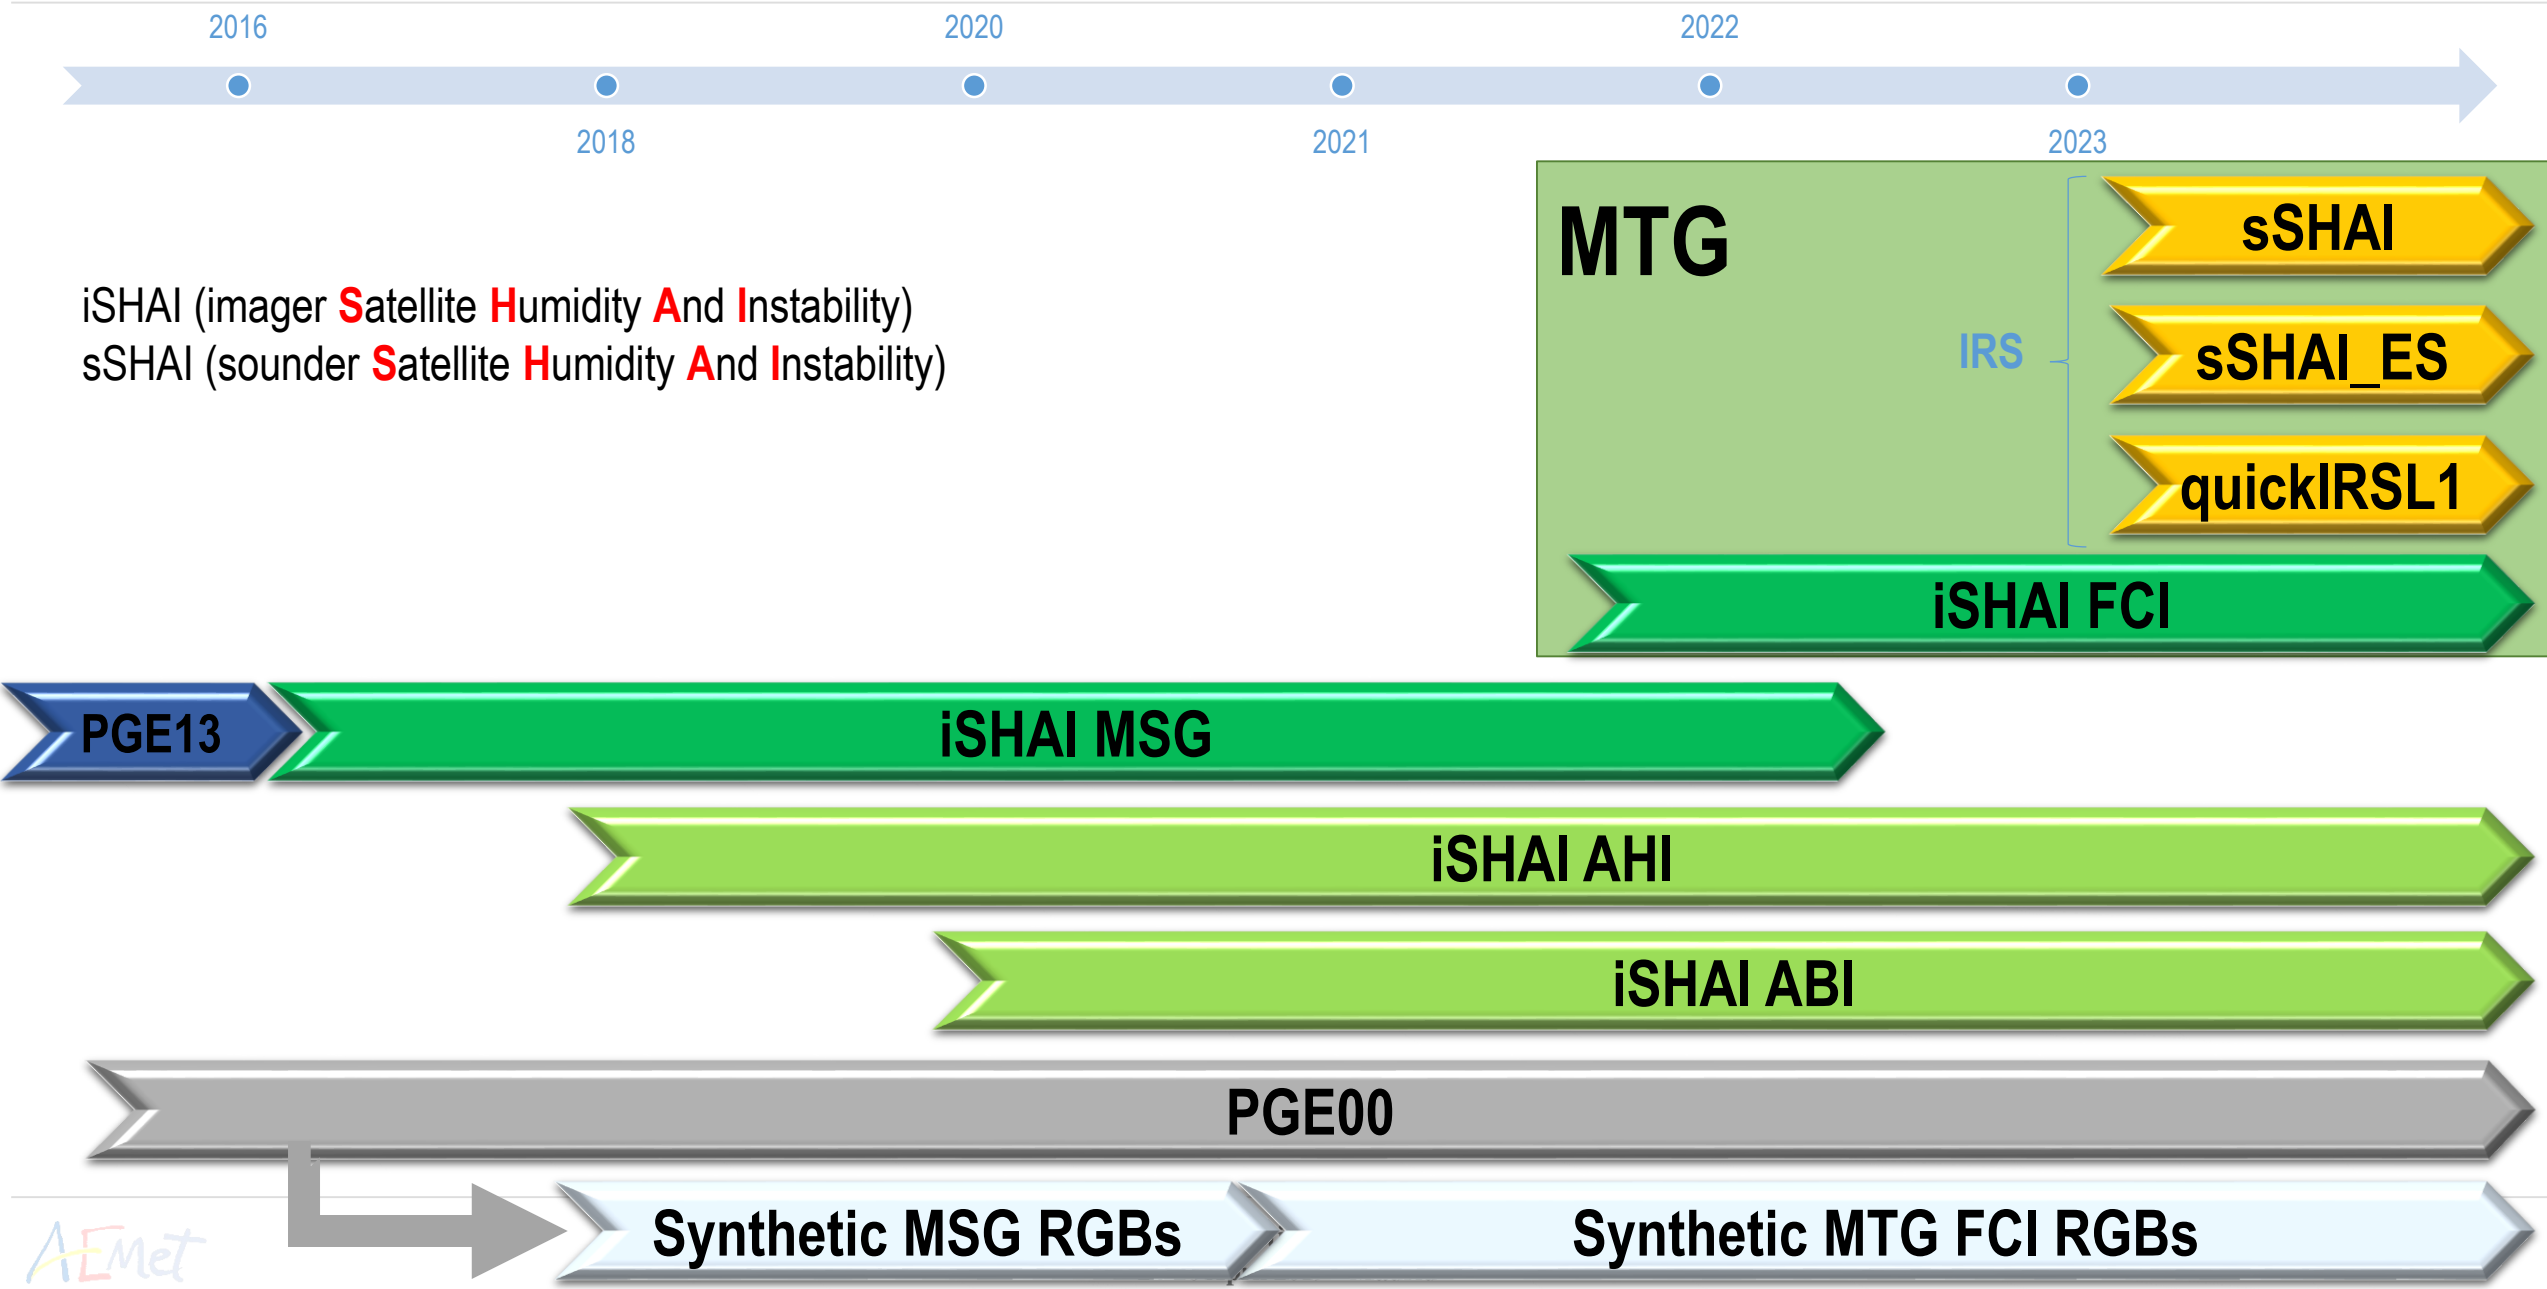 2016
2020
2022
2018
2021
2023
MTG
sSHAI
iSHAI (imager Satellite Humidity And Instability)
sSHAI (sounder Satellite Humidity And Instability)
IRS
sSHAI_ES
quickIRSL1
iSHAI FCI
PGE13
iSHAI MSG
iSHAI AHI
iSHAI ABI
PGE00
Synthetic MSG RGBs
Synthetic MTG FCI RGBs
AEMet